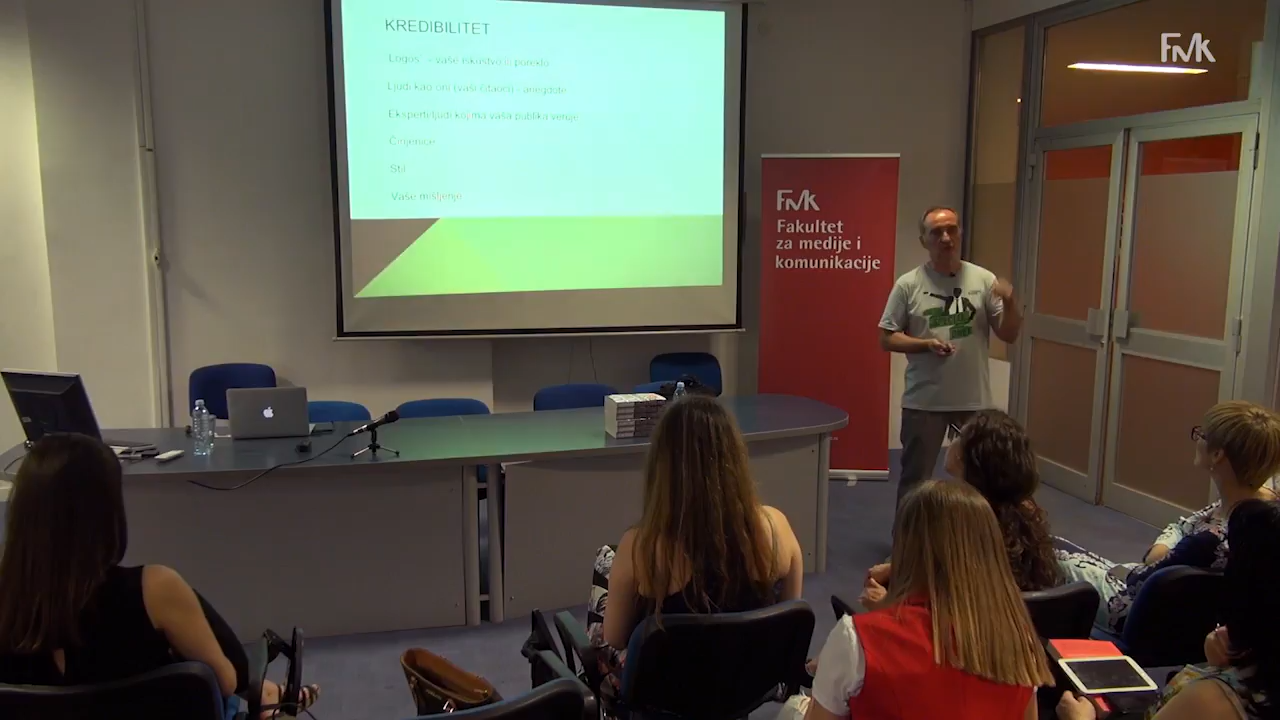 KREDIBILITET
Logos – vaše iskustvo ili poreklo
Ljudi kao oni (vaši čitaoci) - anegdote
Eksperti/ljudi kojima vaša publika veruje
Činjenice
Stil
Vaše mišljenje
FMK
FMK
Fakultet
za medije i
komunikacije